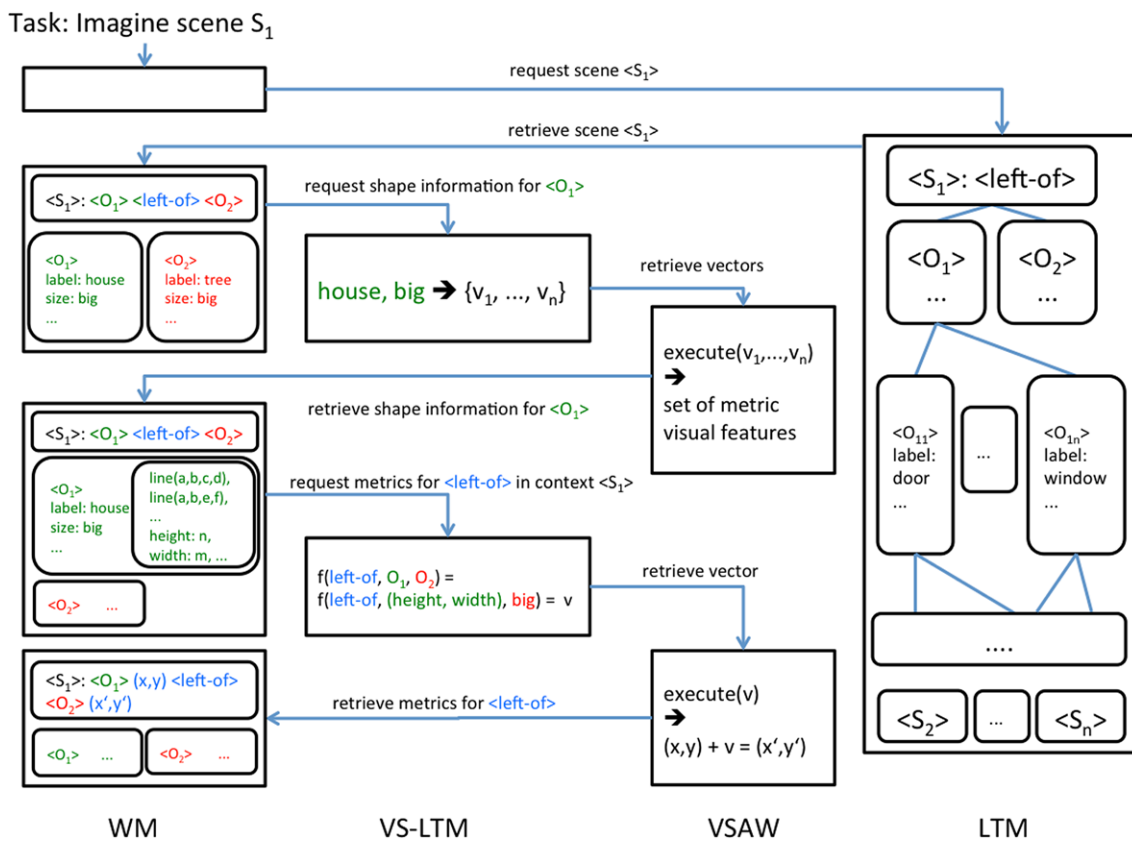 Task: Imagine scene S₁
request scene <S₁>
retrieve scene <S₁>
<S₁>: <O₁> <left-of> <O₂>
<O₁>
label: house
size: big
...
<O₂>
label: tree
size: big
...
request shape information for <O₁>
house, big ➔ {v₁, ..., vₙ}
retrieve vectors
execute(v₁,...,vₙ)
➔
set of metric
visual features
retrieve shape information for <O₁>
<S₁>: <O₁> <left-of> <O₂>
<O₁>
label: house
size: big
...
line(a,b,c,d),
line(a,b,e,f),
...
height: n,
width: m, ...
<O₂> ...
request metrics for <left-of> in context <S₁>
f(left-of, O₁, O₂) =
f(left-of, (height, width), big) = v
retrieve vector
execute(v)
➔
(x,y) + v = (x‘,y‘)
retrieve metrics for <left-of>
<S₁>: <O₁> (x,y) <left-of>
<O₂> (x‘,y‘)
<O₁> ...
<O₂> ...
<S₁>: <left-of>
<O₁>
...
<O₂>
...
<O₁₁>
label:
door
...
...
<O₁ₙ>
label:
window
...
....
<S₂>
...
<Sₙ>
WM
VS-LTM
VSAW
LTM